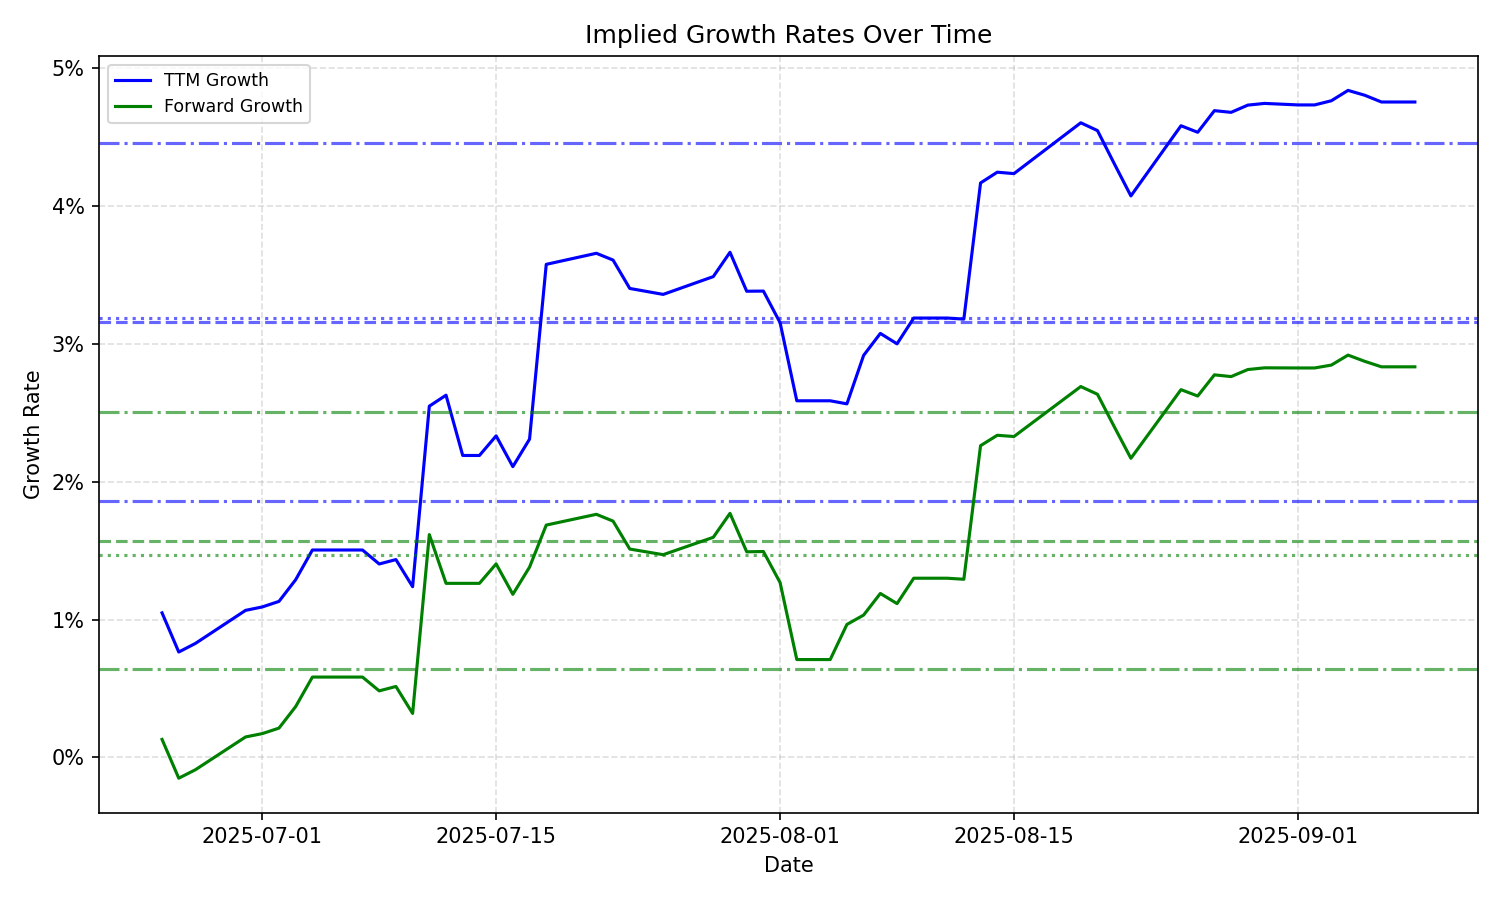 Implied Growth Rates Over Time
TTM Growth
Forward Growth
5%
4%
3%
2%
1%
0%
Growth Rate
2025-07-01
2025-07-15
2025-08-01
2025-08-15
2025-09-01
Date